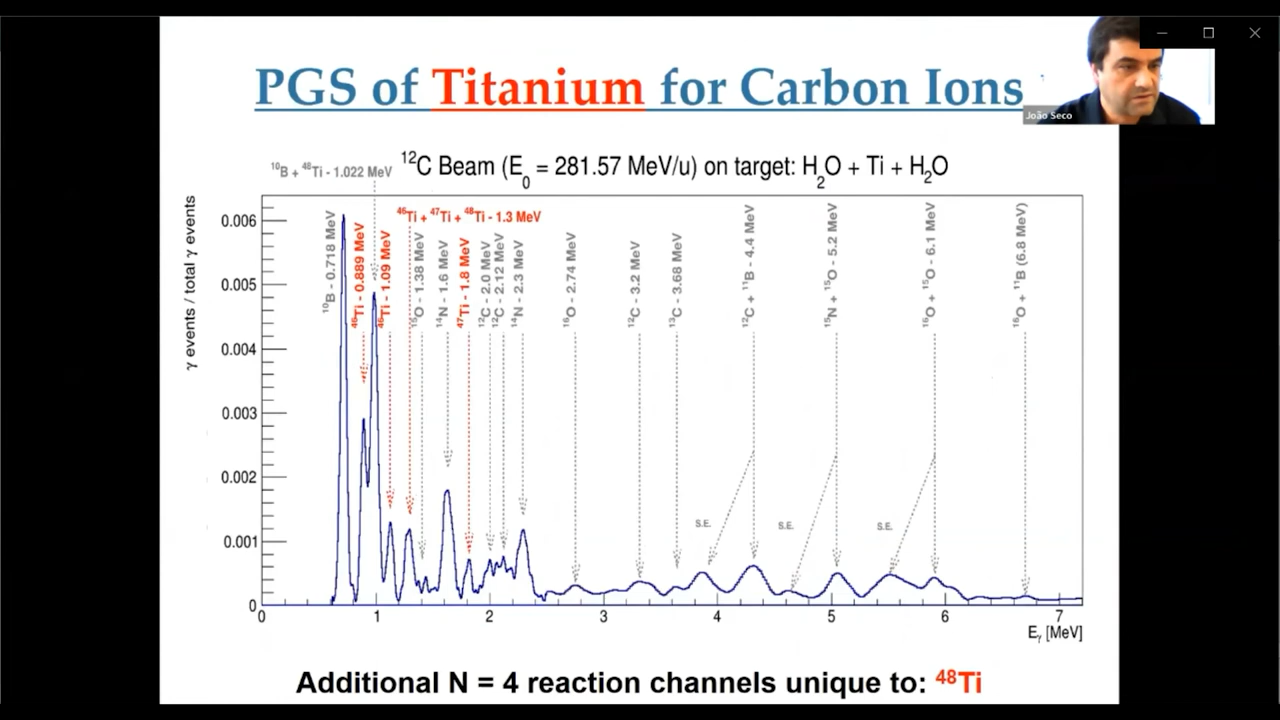 PGS of Titanium for Carbon Ions
João Seco
¹²C Beam (E₀ = 281.57 MeV/u) on target: H₂O + Ti + H₂O
¹⁰B + ⁴⁸Ti - 1.022 MeV
⁴⁶Ti + ⁴⁷Ti + ⁴⁸Ti - 1.3 MeV
¹⁰B - 0.718 MeV
⁴⁶Ti - 0.889 MeV
⁴⁶Ti - 1.09 MeV
¹⁵O - 1.38 MeV
¹⁴N - 1.6 MeV
⁴⁷Ti - 1.8 MeV
¹²C - 2.0 MeV
¹²C - 2.12 MeV
¹⁴N - 2.3 MeV
¹⁶O - 2.74 MeV
¹²C - 3.2 MeV
¹³C - 3.68 MeV
¹²C + ¹¹B - 4.4 MeV
¹⁵N + ¹⁵O - 5.2 MeV
¹⁶O + ¹⁵O - 6.1 MeV
¹⁶O + ¹¹B (6.8 MeV)
γ events / total γ events
0.006
0.005
0.004
0.003
0.002
0.001
0
S.E.
S.E.
S.E.
0 1 2 3 4 5 6 7
Eᵧ [MeV]
Additional N = 4 reaction channels unique to: ⁴⁸Ti